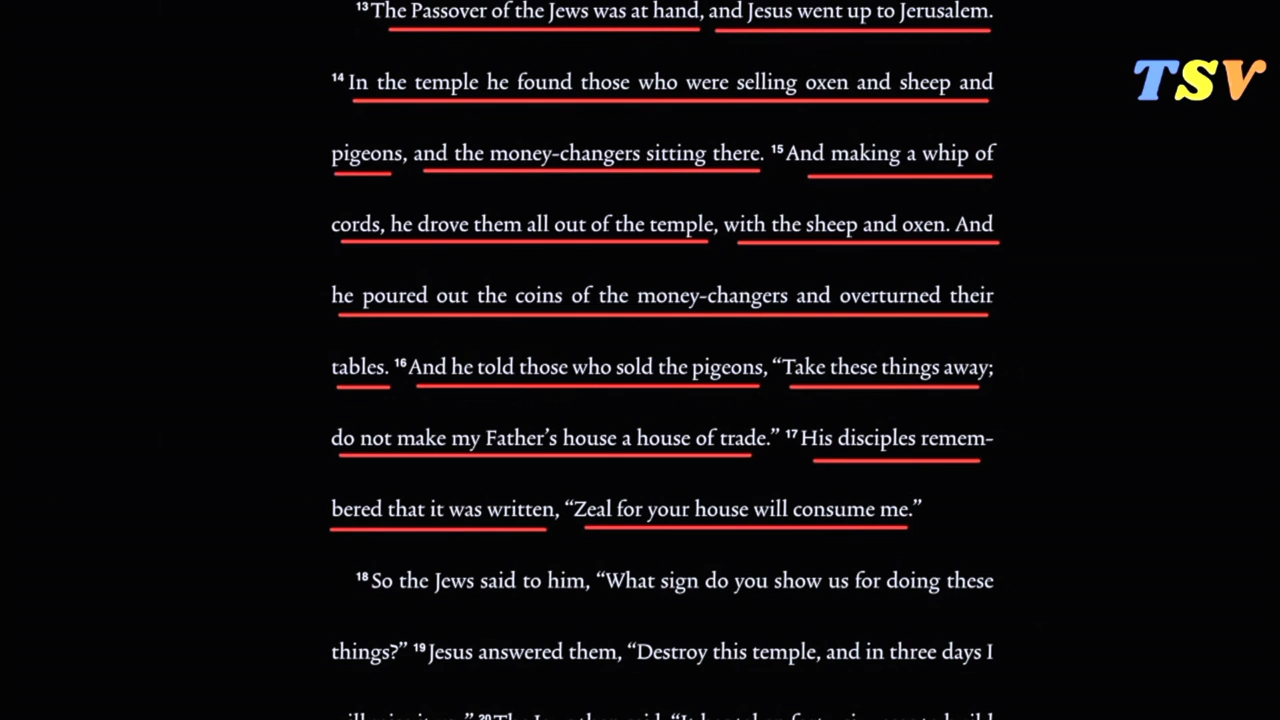 ¹³The Passover of the Jews was at hand, and Jesus went up to Jerusalem.
TSV
¹⁴In the temple he found those who were selling oxen and sheep and
pigeons, and the money-changers sitting there. ¹⁵And making a whip of
cords, he drove them all out of the temple, with the sheep and oxen. And
he poured out the coins of the money-changers and overturned their
tables. ¹⁶And he told those who sold the pigeons, “Take these things away;
do not make my Father’s house a house of trade.” ¹⁷His disciples remem-
bered that it was written, “Zeal for your house will consume me.”
¹⁸So the Jews said to him, “What sign do you show us for doing these
things?” ¹⁹Jesus answered them, “Destroy this temple, and in three days I